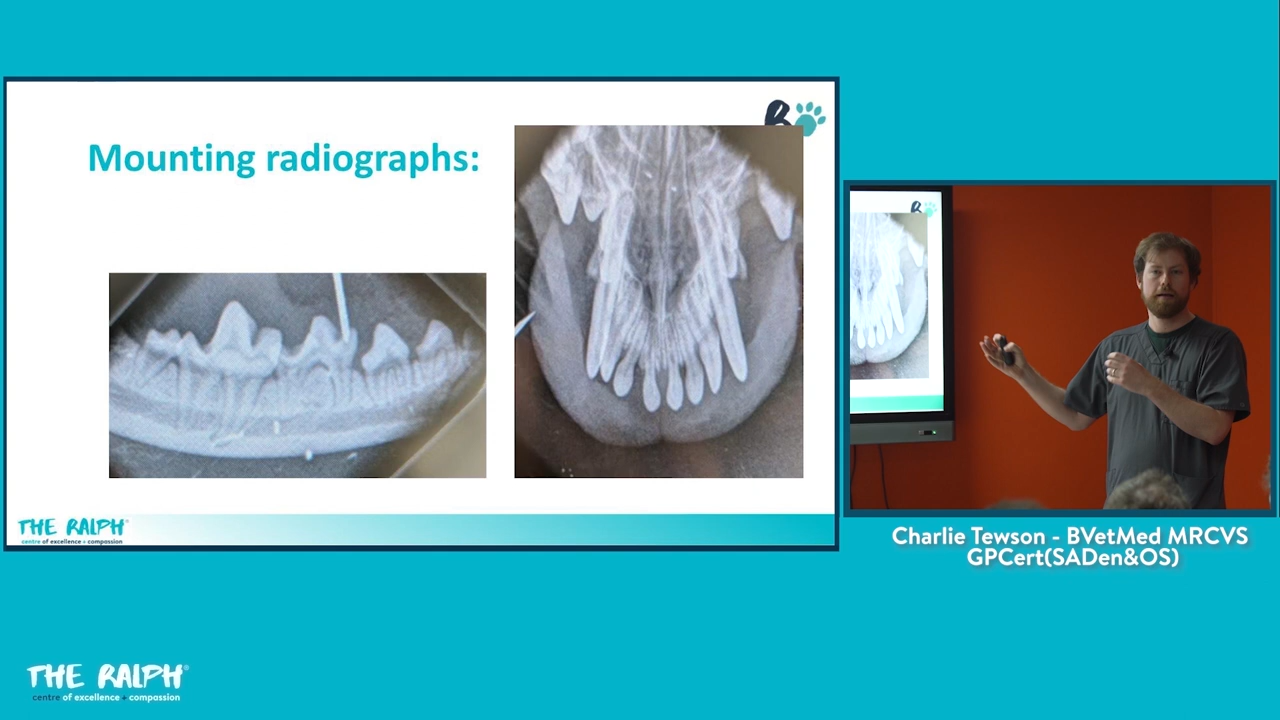 Mounting radiographs:
THE RALPH®
centre of excellence + compassion
Charlie Tewson - BVetMed MRCVS
GPCert(SADen&OS)
THE RALPH®
centre of excellence + compassion